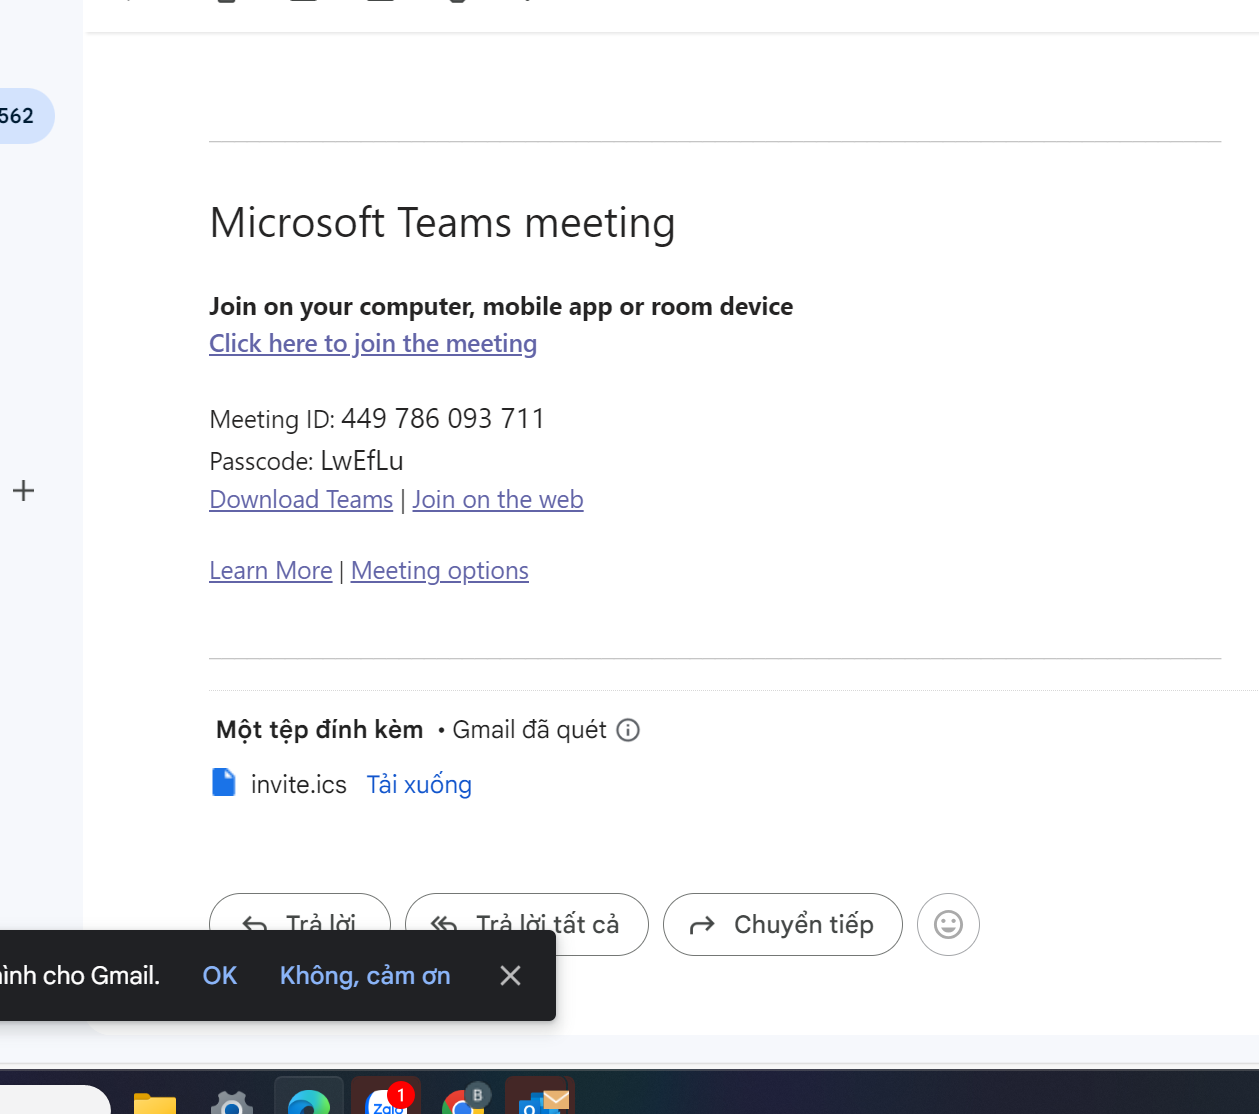 562
Microsoft Teams meeting
Join on your computer, mobile app or room device
Click here to join the meeting
Meeting ID: 449 786 093 711
Passcode: LwEfLu
Download Teams | Join on the web
Learn More | Meeting options
Một tệp đính kèm • Gmail đã quét
invite.ics Tải xuống
Trả lời Trả lời tất cả Chuyển tiếp
cho Gmail. OK Không, cảm ơn
Zalo 1 B